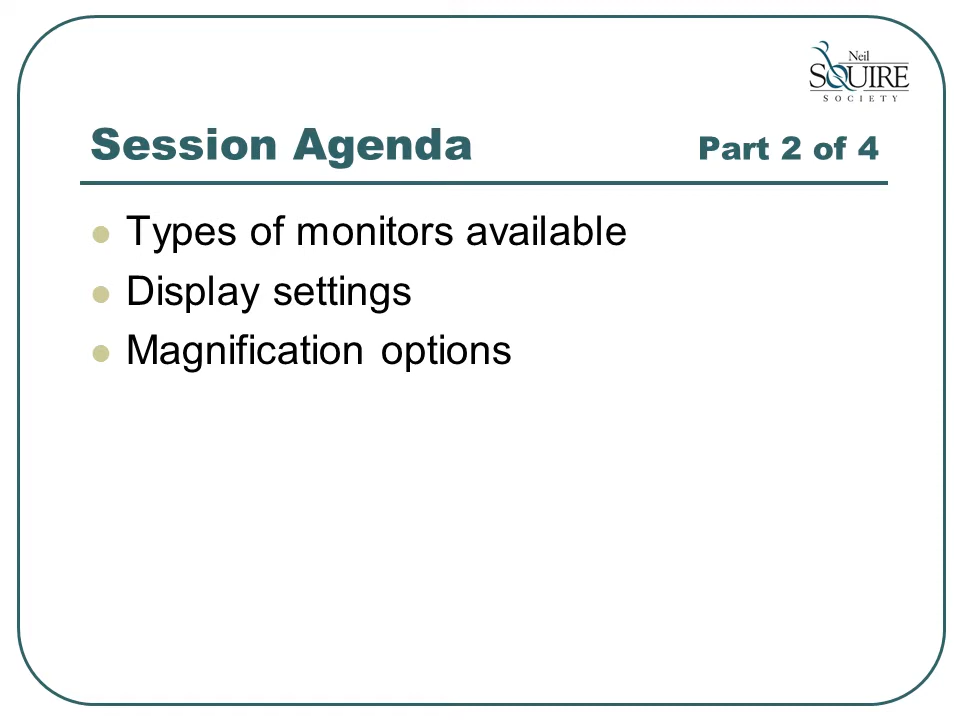 Neil
SQUIRE
SOCIETY
Session Agenda Part 2 of 4
Types of monitors available
Display settings
Magnification options